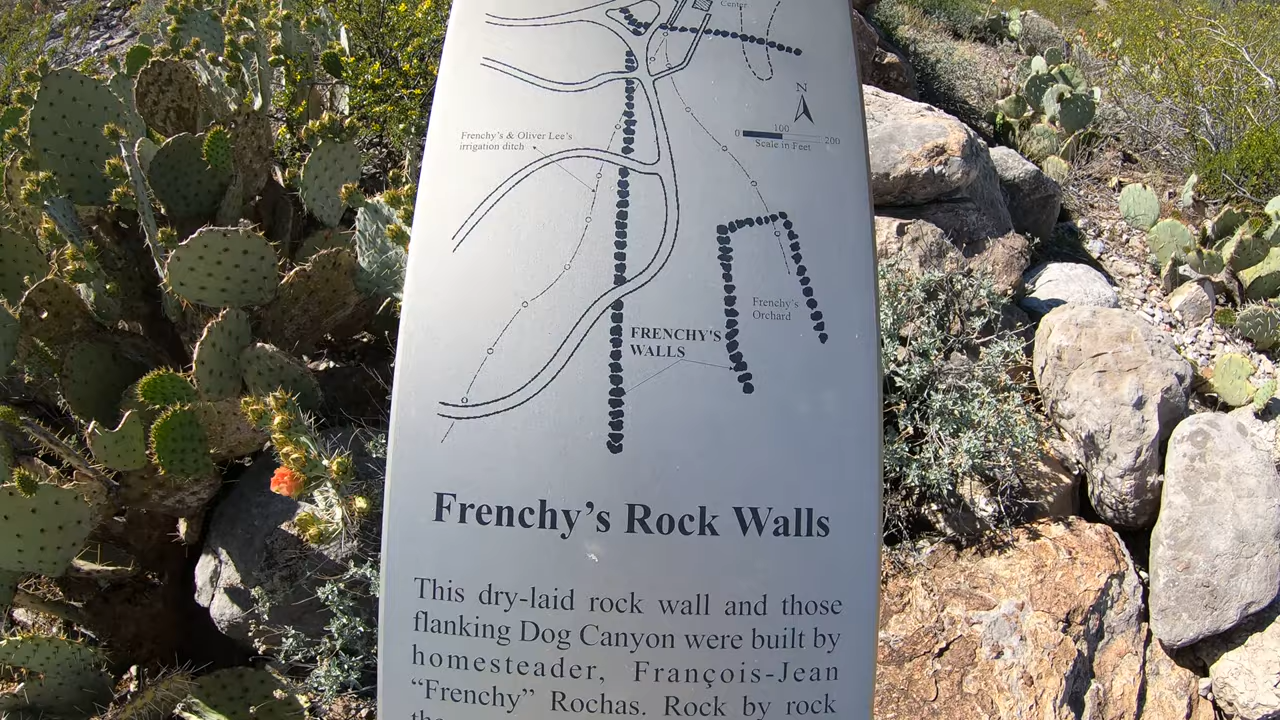 Center
N
0 100 200
Scale in Feet
Frenchy's & Oliver Lee's
irrigation ditch
Frenchy's
Orchard
FRENCHY'S
WALLS
Frenchy's Rock Walls
This dry-laid rock wall and those
flanking Dog Canyon were built by
homesteader, François-Jean
“Frenchy” Rochas. Rock by rock